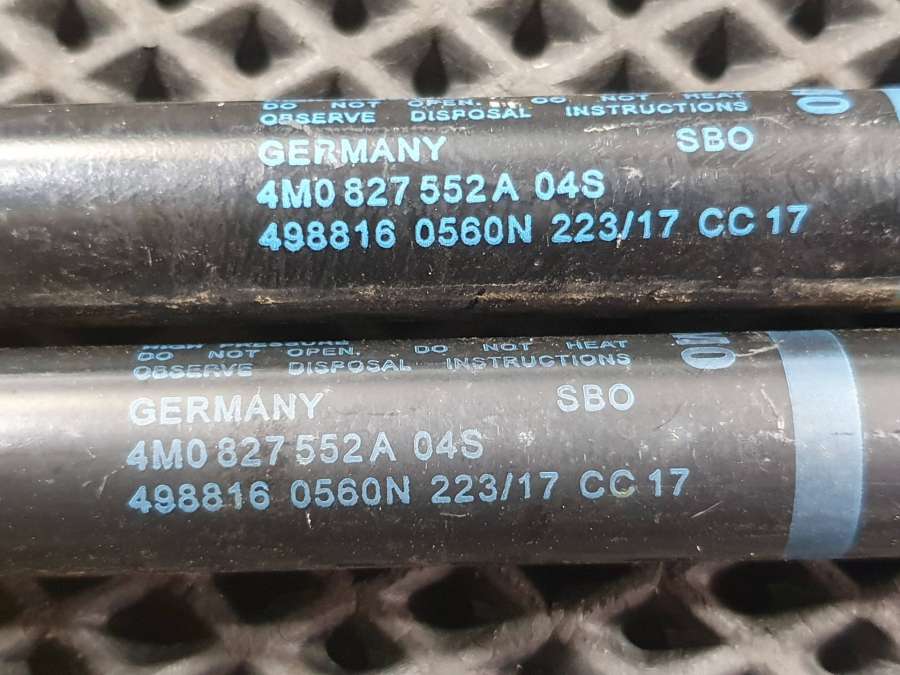 DO NOT OPEN. DO NOT HEAT
OBSERVE DISPOSAL INSTRUCTIONS
GERMANY SBO
4M0 827 552 A 04S
498816 0560N 223/17 CC 17
HIGH PRESSURE
DO NOT OPEN. DO NOT HEAT
OBSERVE DISPOSAL INSTRUCTIONS
GERMANY SBO
4M0 827 552 A 04S
498816 0560N 223/17 CC 17